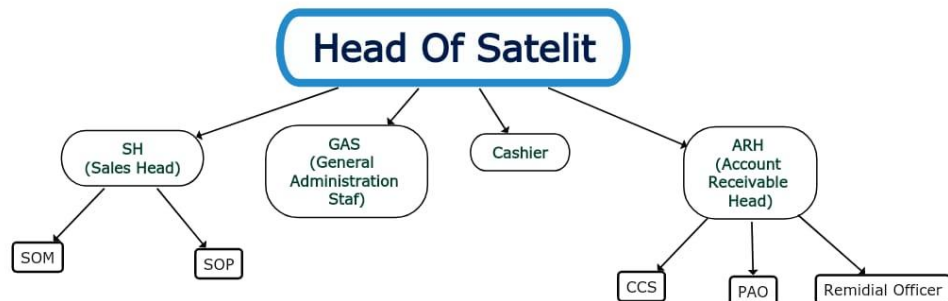 Head Of Satelit
SH
(Sales Head)
GAS
(General
Administration
Staf)
Cashier
ARH
(Account
Receivable
Head)
SOM
SOP
CCS
PAO
Remidial Officer